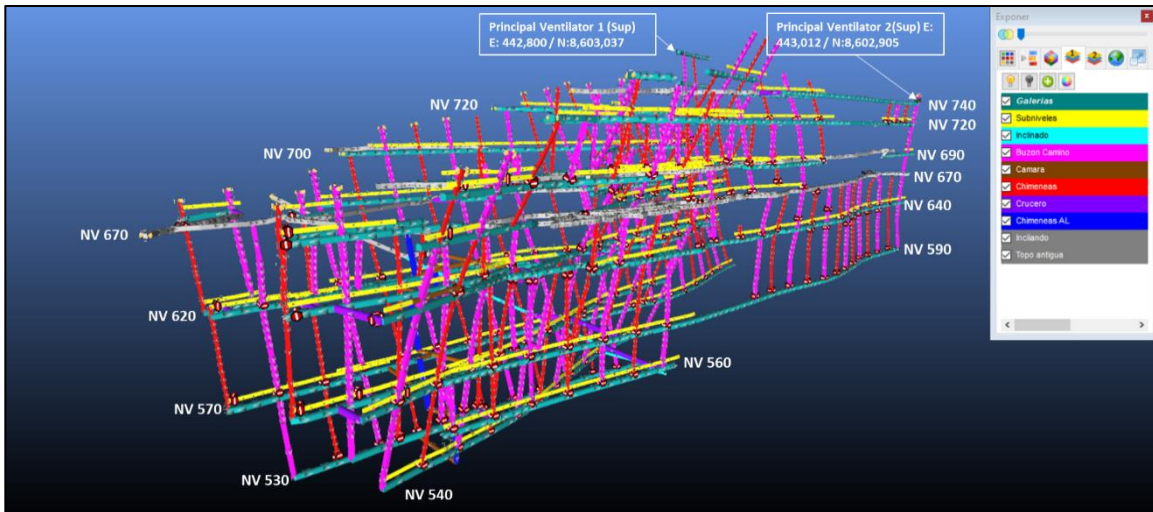 Principal Ventilator 1 (Sup)
E: 442,800 / N:8,603,037
Principal Ventilator 2(Sup) E:
443,012 / N:8,602,905
Exponer
NV 720
NV 740
NV 720
NV 700
NV 690
NV 670
NV 670
NV 640
NV 590
NV 620
NV 560
NV 570
NV 530
NV 540
Galerias
Subniveles
Inclinado
Buzon Camino
Camara
Chimeneas
Crucero
Chimeneas AL
Incliando
Topo antigua